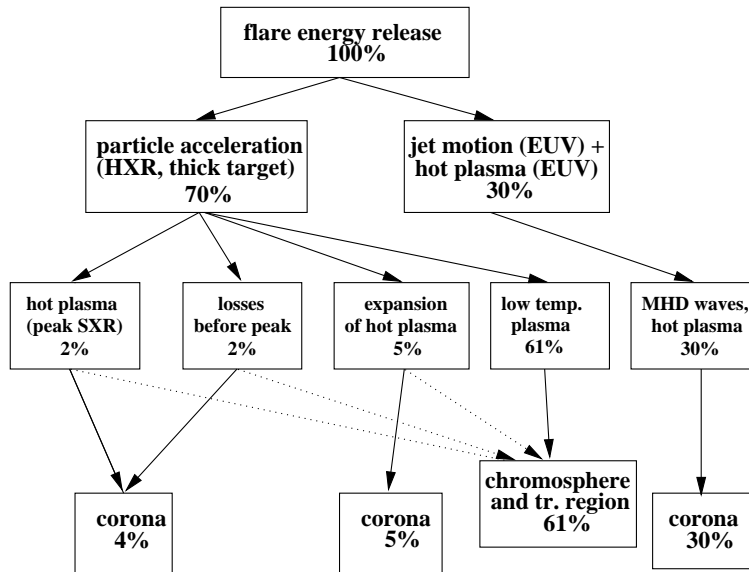 flare energy release
100%
particle acceleration
(HXR, thick target)
70%
jet motion (EUV) +
hot plasma (EUV)
30%
hot plasma
(peak SXR)
2%
losses
before peak
2%
expansion
of hot plasma
5%
low temp.
plasma
61%
MHD waves,
hot plasma
30%
corona
4%
corona
5%
chromosphere
and tr. region
61%
corona
30%